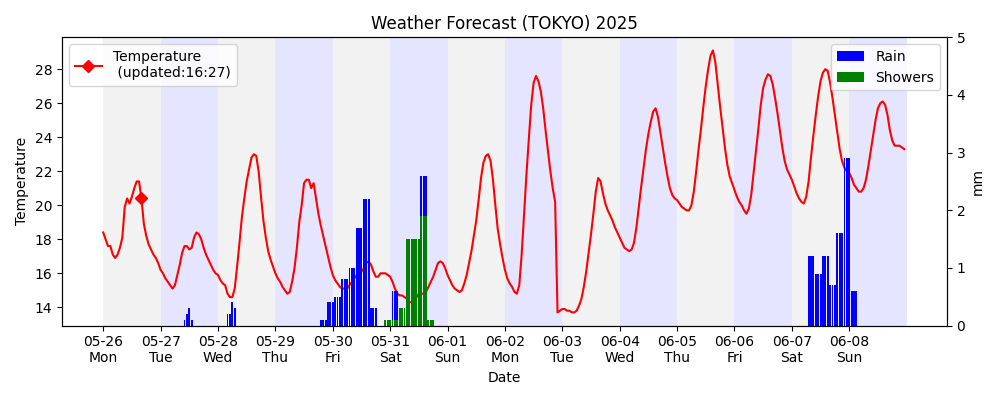 Weather Forecast (TOKYO) 2025
Temperature
(updated:16:27)
Rain
Showers
Temperature
28
26
24
22
20
18
16
14
5
4
3
2
1
0
mm
05-26 05-27 05-28 05-29 05-30 05-31 06-01 06-02 06-03 06-04 06-05 06-06 06-07 06-08
Mon Tue Wed Thu Fri Sat Sun Mon Tue Wed Thu Fri Sat Sun
Date